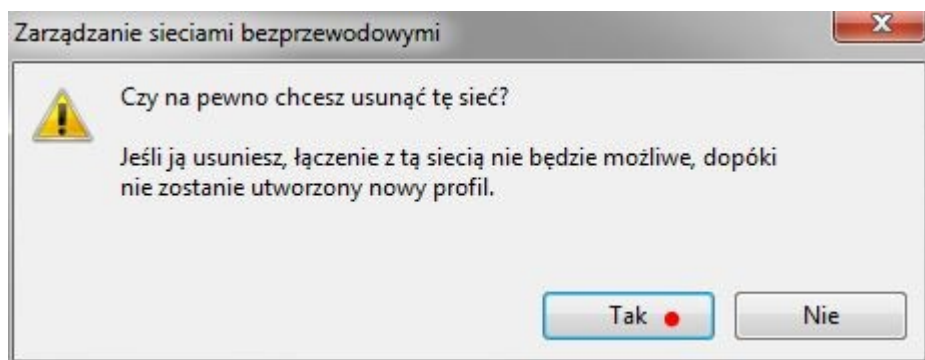 Zarządzanie sieciami bezprzewodowymi
Czy na pewno chcesz usunąć tę sieć?
Jeśli ją usuniesz, łączenie z tą siecią nie będzie możliwe, dopóki
nie zostanie utworzony nowy profil.
Tak
Nie